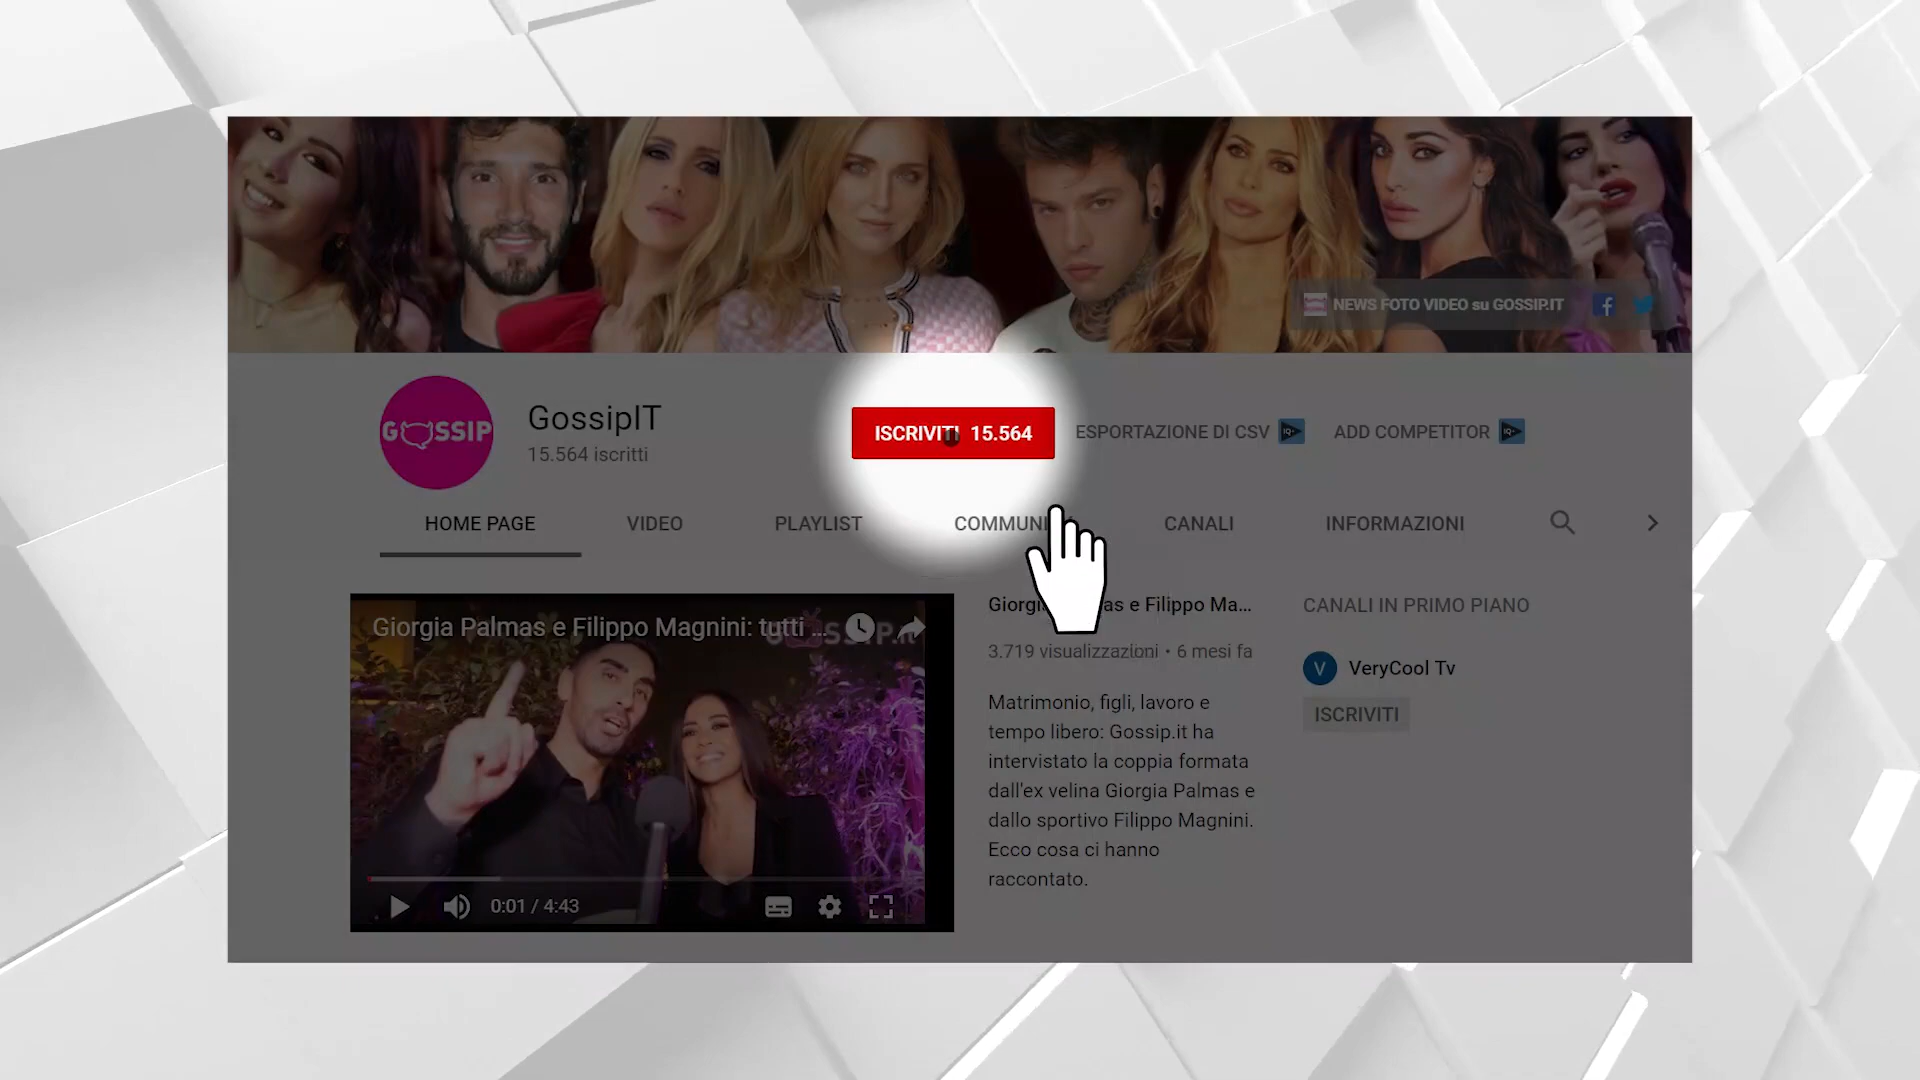 NEWS FOTO VIDEO su GOSSIP.IT
GOSSIP
GossipIT
15.564 iscritti
ISCRIVITI 15.564
ESPORTAZIONE DI CSV
ADD COMPETITOR
HOME PAGE
VIDEO
PLAYLIST
CANALI
INFORMAZIONI
Giorgia Palmas e Filippo Magnini: tutti ...
0:01 / 4:43
e Filippo Ma...
3.719 visualizzazioni • 6 mesi fa
Matrimonio, figli, lavoro e
tempo libero: Gossip.it ha
intervistato la coppia formata
dall'ex velina Giorgia Palmas e
dallo sportivo Filippo Magnini.
Ecco cosa ci hanno
raccontato.
CANALI IN PRIMO PIANO
V VeryCool Tv
ISCRIVITI